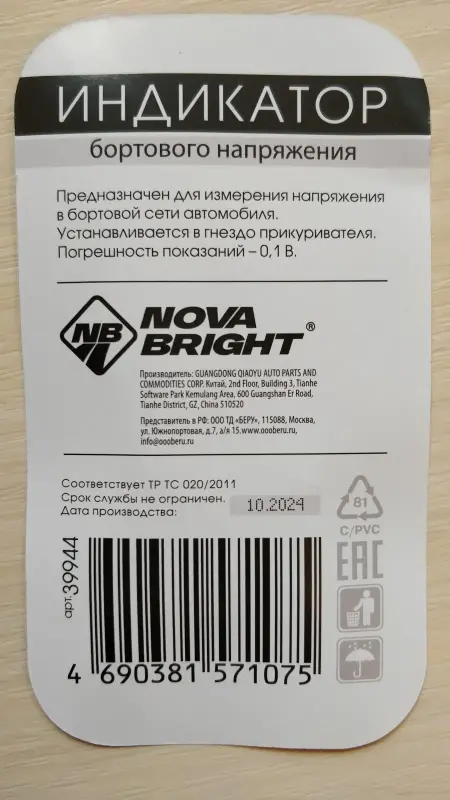 ИНДИКАТОР
бортового напряжения
Предназначен для измерения напряжения
в бортовой сети автомобиля.
Устанавливается в гнездо прикуривателя.
Погрешность показаний – 0,1 В.
NB
NOVA
BRIGHT ®
Производитель: GUANGDONG QIAOYU AUTO PARTS AND
COMMODITIES CORP. Китай, 2nd Floor, Building 3, Tianhe
Software Park Kemulang Area, 600 Guangshan Er Road,
Tianhe District, GZ, China 510520
Представитель в РФ: ООО ТД «БЕРУ», 115088, Москва,
ул. Южнопортовая, д.7, а/я 15. www.oooberu.ru,
info@oooberu.ru
Соответствует ТР ТС 020/2011
Срок службы не ограничен.
Дата производства: 10.2024
81
C/PVC
EAC
арт. 39944
4 690381 571075